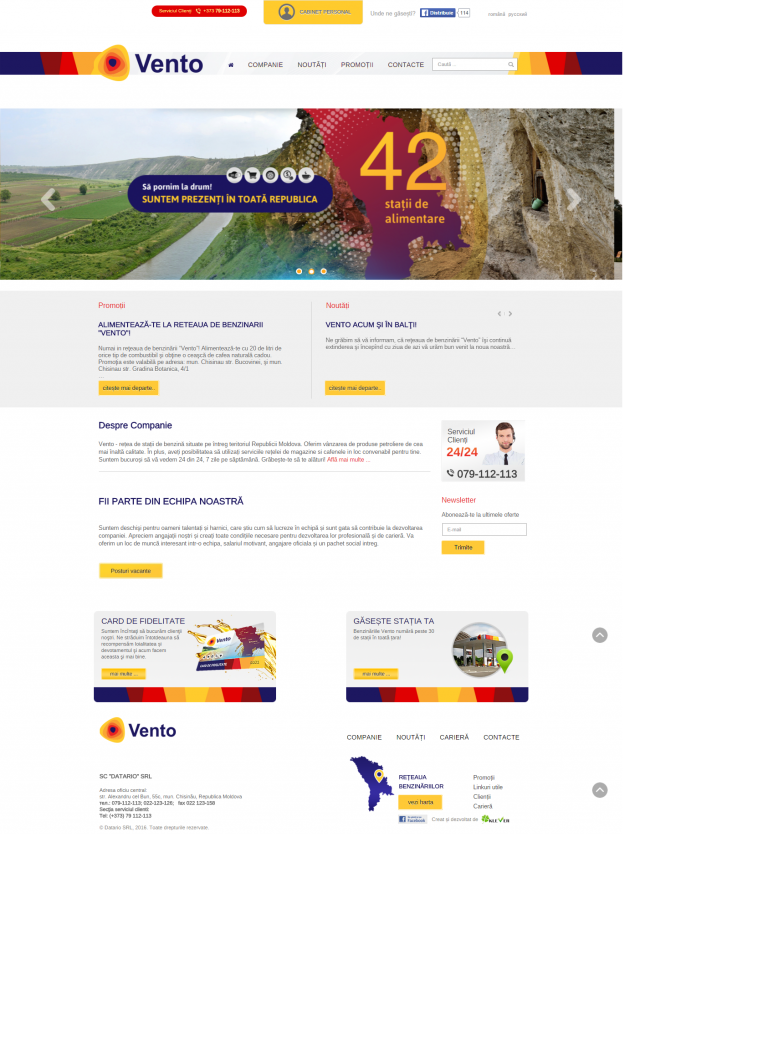 Serviciul Clienți +373 79-112-113
CABINET PERSONAL
Unde ne găsești?
Distribuie 114
română русский
Vento
COMPANIE NOUTĂȚI PROMOȚII CONTACTE
Caută ...
42
stații de
alimentare
Să pornim la drum!
SUNTEM PREZENȚI ÎN TOATĂ REPUBLICA
Promoții
ALIMENTEAZĂ-TE LA RETEAUA DE BENZINARII
"VENTO"!
Numai in rețeaua de benzinării "Vento"! Alimentează-te cu 20 de litri de
orice tip de combustibil și obține o ceașcă de cafea naturală cadou.
Promoția este valabilă pe adresa: mun. Chisinau str. Bucovinei, și mun.
Chisinau str. Gradina Botanica, 4/1
...
citește mai departe..
Noutăți
VENTO ACUM ŞI ÎN BALŢI!
Ne grăbim să vă informam, că rețeaua de benzinării "Vento" își continuă
extinderea și începînd cu ziua de azi vă urăm bun venit la noua noastră...
citește mai departe..
Despre Companie
Vento - rețea de stații de benzină situate pe întreg teritoriul Republicii Moldova. Oferim vânzarea de produse petroliere de cea
mai înaltă calitate. În plus, aveți posibilitatea să utilizați serviciile rețelei de magazine si cafenele in loc convenabil pentru tine.
Suntem bucuroși să vă vedem 24 din 24, 7 zile pe săptămână. Grăbește-te să te alături! Află mai multe ...
Serviciul
Clienți
24/24
079-112-113
FII PARTE DIN ECHIPA NOASTRĂ
Suntem deschiși pentru oameni talentați și harnici, care știu cum să lucreze în echipă și sunt gata să contribuie la dezvoltarea
companiei. Apreciem angajații noștri și creați toate condițiile necesare pentru dezvoltarea lor profesională și de carieră. Va
oferim un loc de muncă interesant intr-o echipa, salariul motivant, angajare oficiala și un pachet social intreg.
Posturi vacante
Newsletter
Abonează-te la ultimele oferte
E-mail
Trimite
CARD DE FIDELITATE
Suntem încîntați să bucurăm clienții
noștri. Ne străduim întotdeauna să
recompensăm loialitatea și
devotamentul și acum facem
aceasta și mai bine.
mai multe ...
Vento
GĂSEȘTE STAȚIA TA
Benzinăriile Vento numără peste 30
de stații în toată țara!
mai multe ...
Vento
COMPANIE NOUTĂȚI CARIERĂ CONTACTE
SC "DATARIO" SRL
Adresa oficiu central:
str. Alexandru cel Bun, 55c, mun. Chisinău, Republica Moldova
тел.: 079-112-113; 022-123-126; fax 022 123-158
Secţia serviciul clienti:
Tel: (+373) 79 112-113
© Datario SRL, 2016. Toate drepturile rezervate.
REȚEAUA
BENZINĂRIILOR
vezi harta
Promoții
Linkuri utile
Clienții
Carieră
Facebook
Creat și dezvoltat de